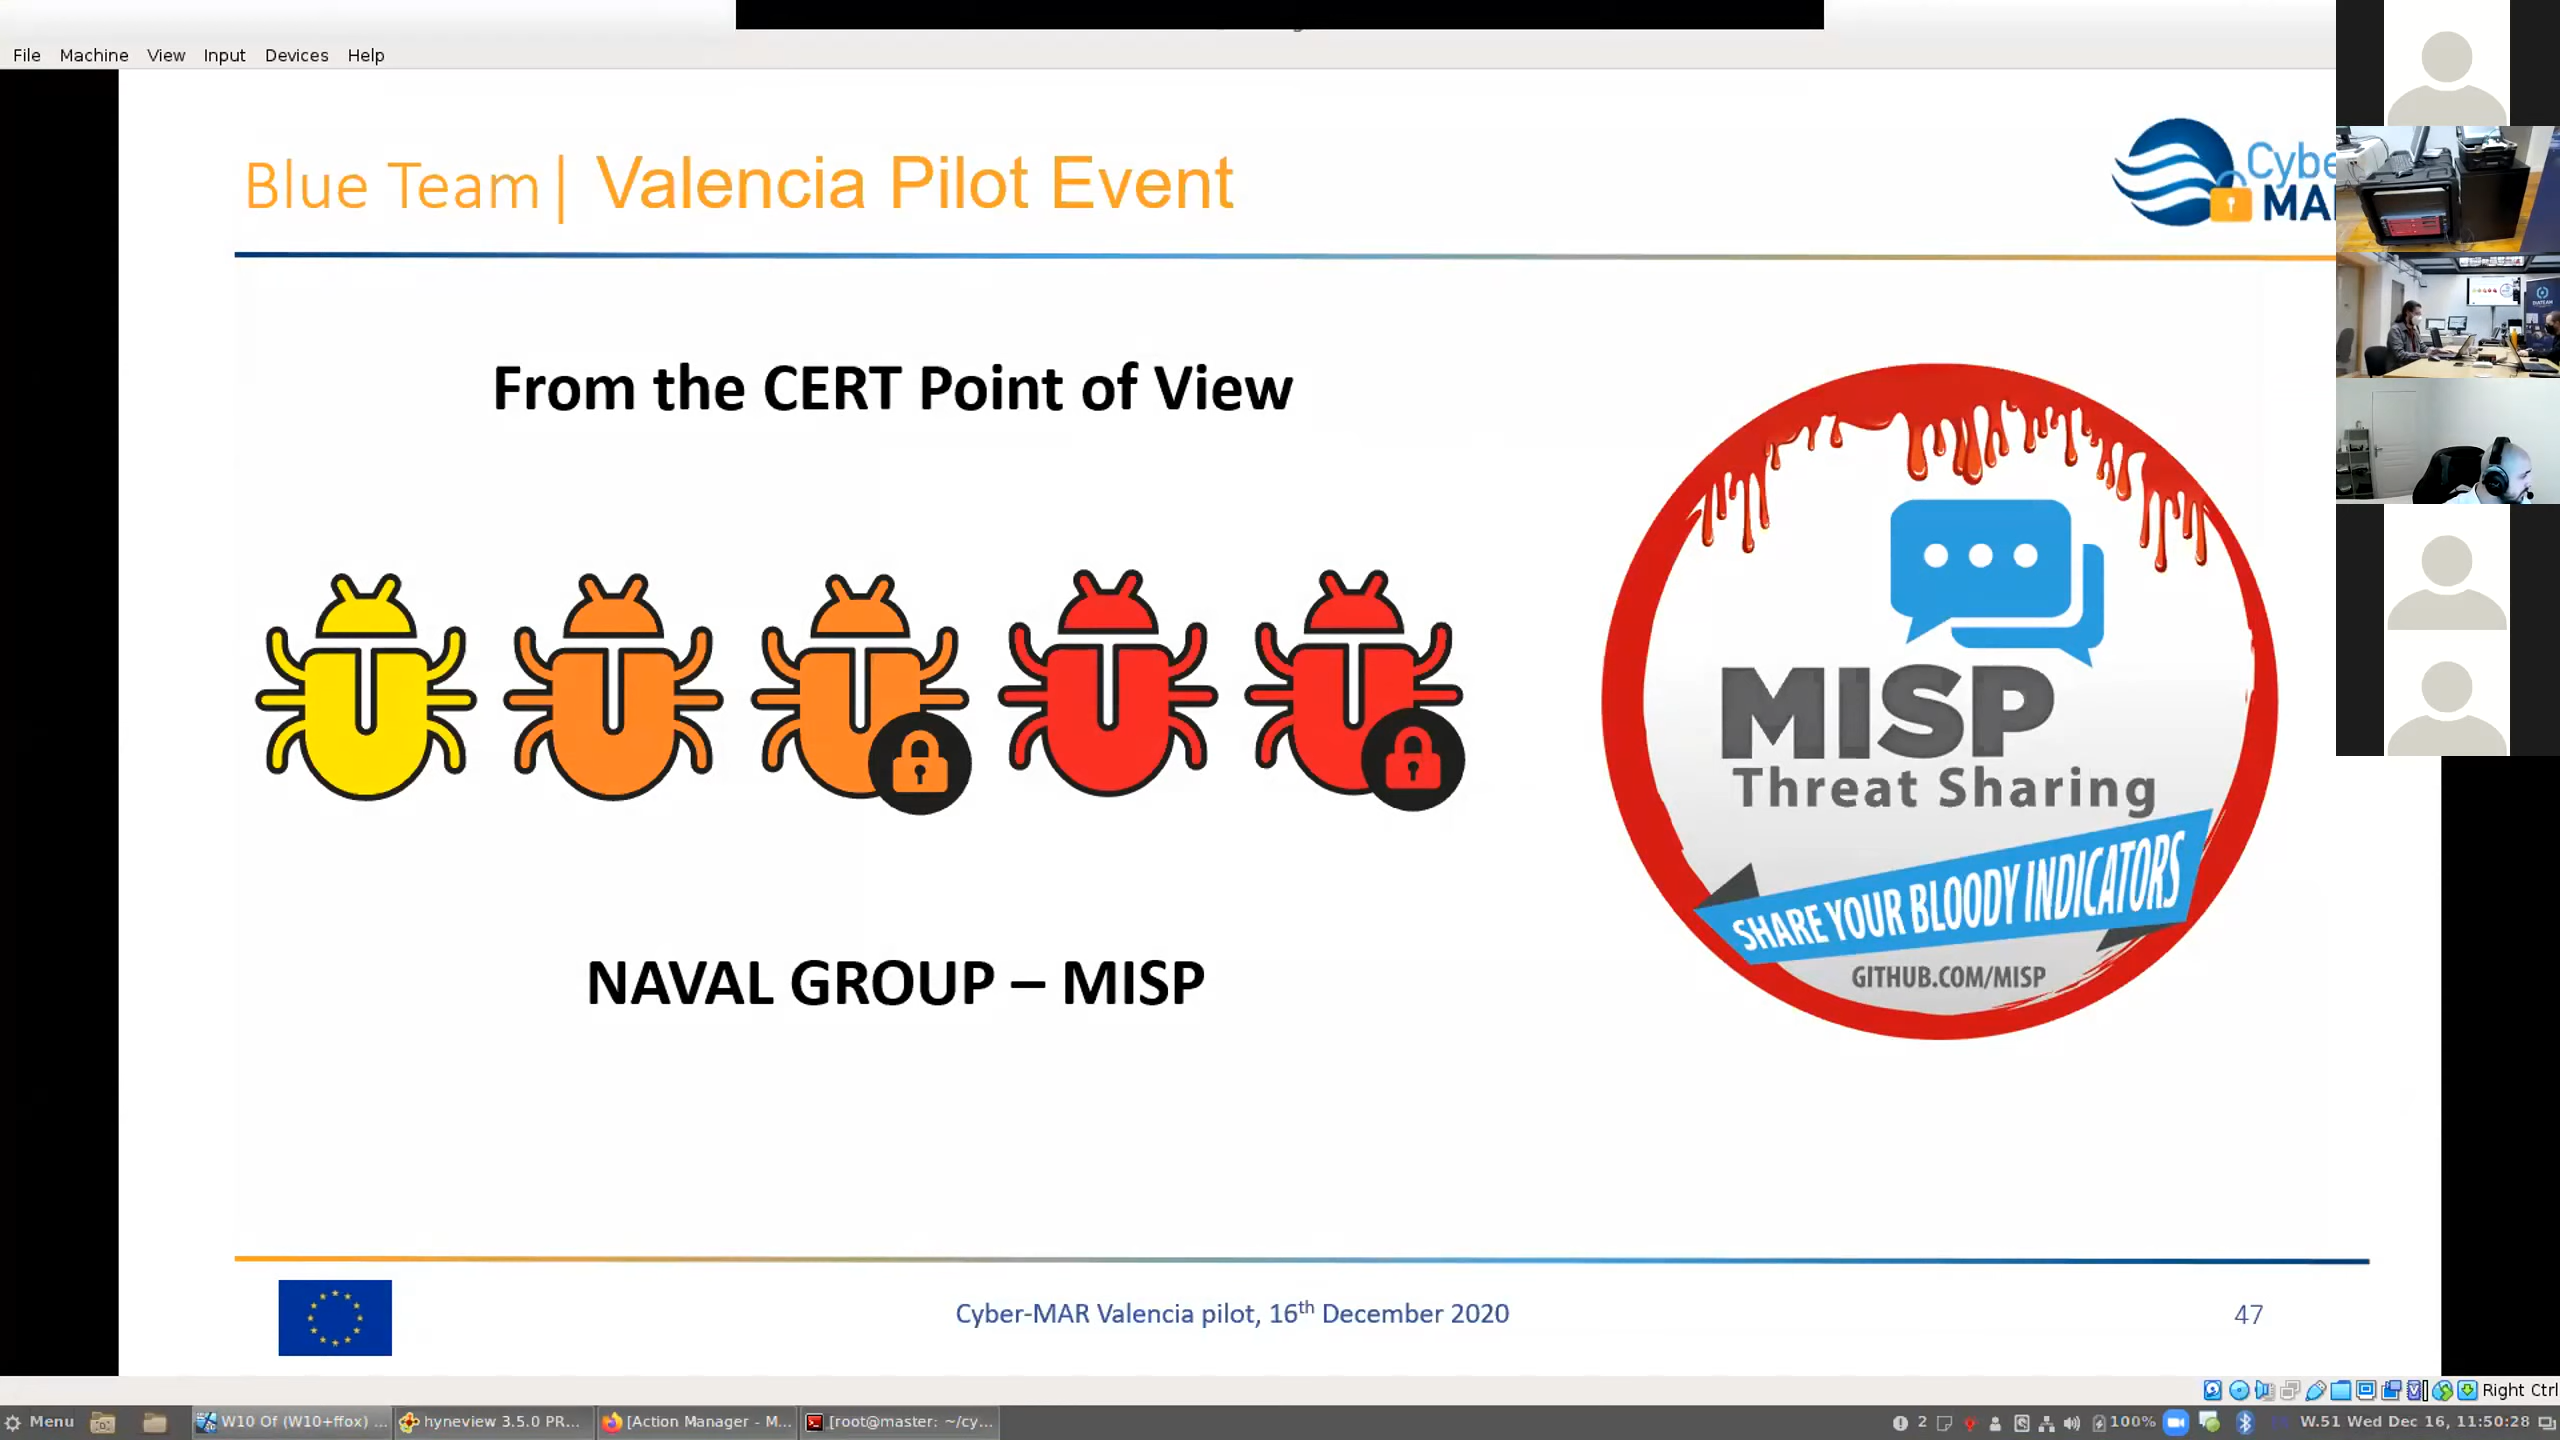 File Machine View Input Devices Help
Blue Team | Valencia Pilot Event
Cybe
MA
From the CERT Point of View
MISP
Threat Sharing
SHARE YOUR BLOODY INDICATORS
GITHUB.COM/MISP
NAVAL GROUP – MISP
Cyber-MAR Valencia pilot, 16th December 2020
47
Right Ctrl
Menu
W10 Of (W10+ffox) ...
hyneview 3.5.0 PR...
[Action Manager - M...
[root@master: ~/cy...
2
100%
W.51 Wed Dec 16, 11:50:28